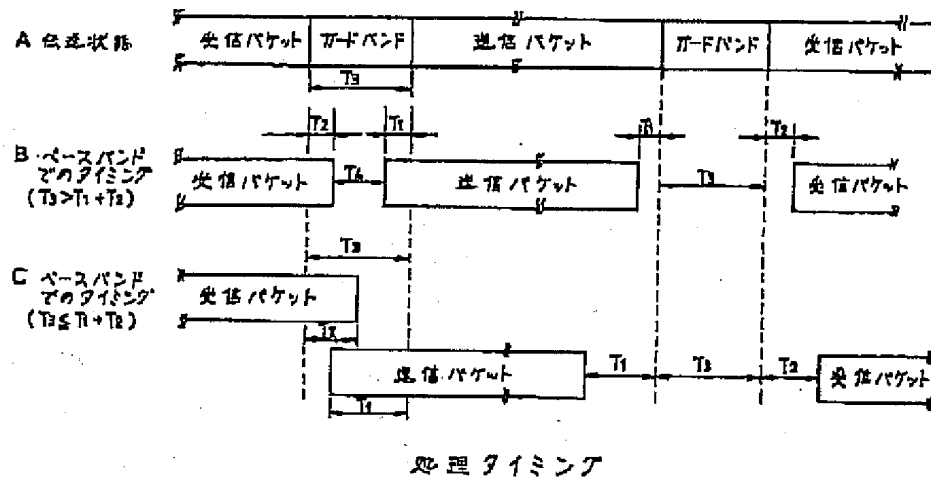 A 伝送状態
受信パケット
ガードバンド
送信パケット
ガードバンド
受信パケット
T3
T2
T1
T1
T2
B ベースバンド
でのタイミング
(T3>T1+T2)
受信パケット
T4
送信パケット
T3
受信パケット
T3
C ベースバンド
でのタイミング
(T3≦T1+T2)
受信パケット
T2
送信パケット
T1
T3
T2
受信パケット
T1
処理タイミング